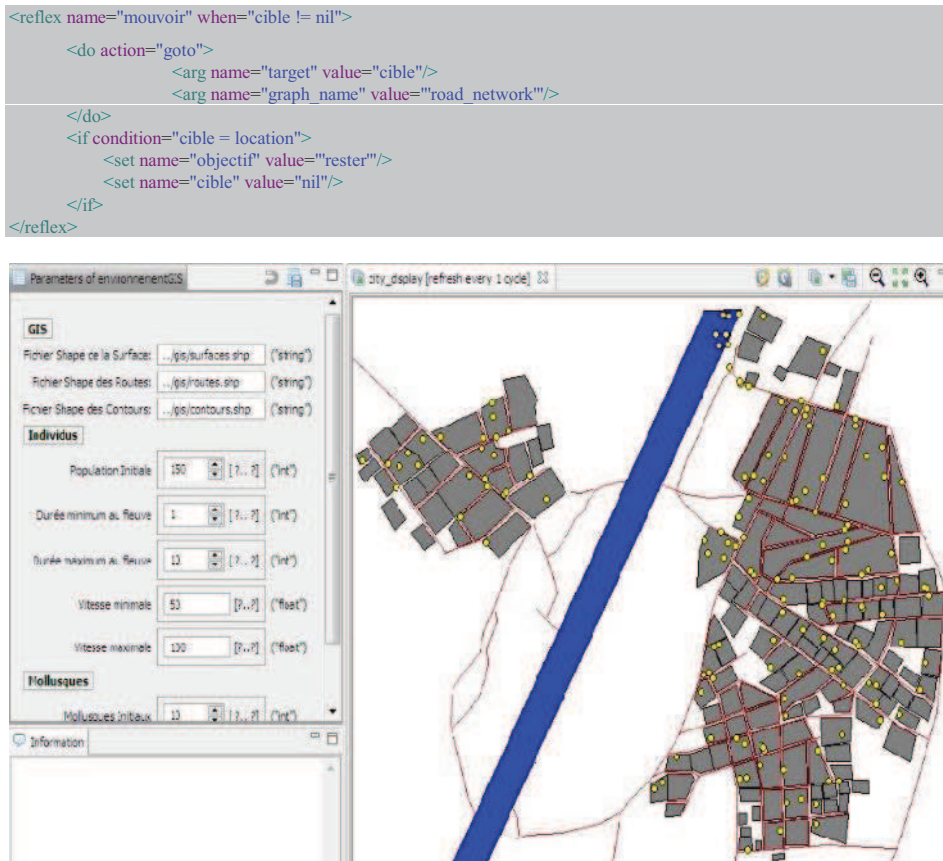 <reflex name="mouvoir" when="cible != nil">
<do action="goto">
<arg name="target" value="cible"/>
<arg name="graph_name" value="'road_network'"/>
</do>
<if condition="cible = location">
<set name="objectif" value="'rester'"/>
<set name="cible" value="nil"/>
</if>
</reflex>
Parameters of environnenentGIS
city_display [refresh every 1 cycle]
GIS
Fichier Shape de la Surface: ../gis/surfaces.shp ("string")
Fichier Shape des Routes: ../gis/routes.shp ("string")
Fichier Shape des Contours: ../gis/contours.shp ("string")
Individus
Population Initiale 150 [?..?] ("int")
Durée minimum au fleuve 1 [?..?] ("int")
Durée maximum au fleuve [?..?] ("int")
Vitesse minimale 50 [?..?] ("float")
Vitesse maximale [?..?] ("float")
Mollusques
Mollusques Initiaux [?..?] ("int")
Information